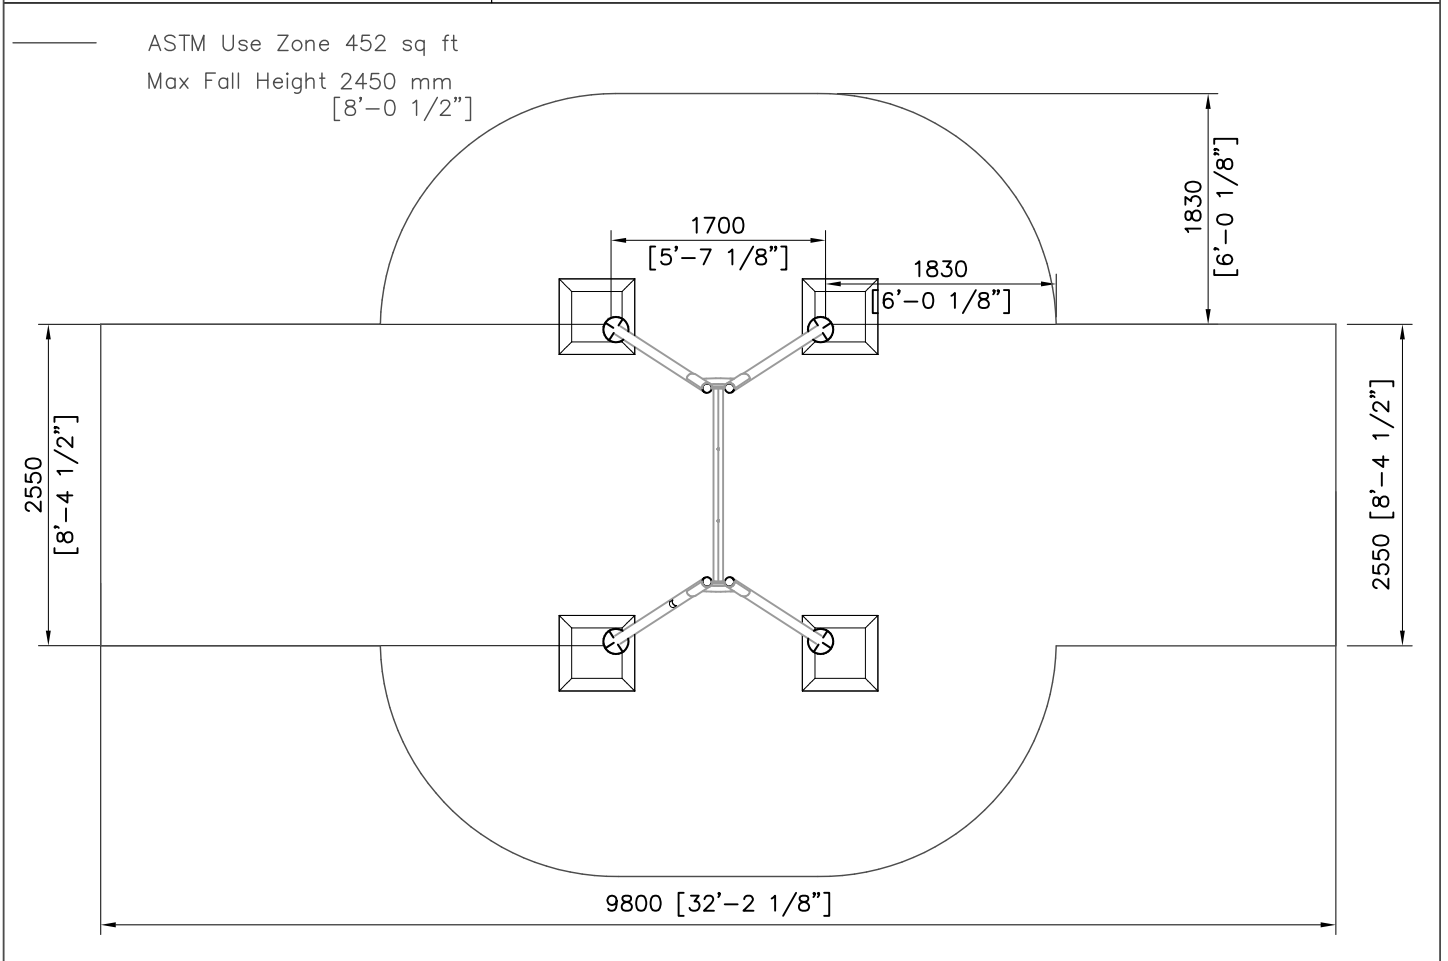 ASTM Use Zone 452 sq ft
Max Fall Height 2450 mm
[8'-0 1/2"]
1830
[6'-0 1/8"]
1700
[5'-7 1/8"]
1830
[6'-0 1/8"]
2550
[8'-4 1/2"]
2550 [8'-4 1/2"]
9800 [32'-2 1/8"]